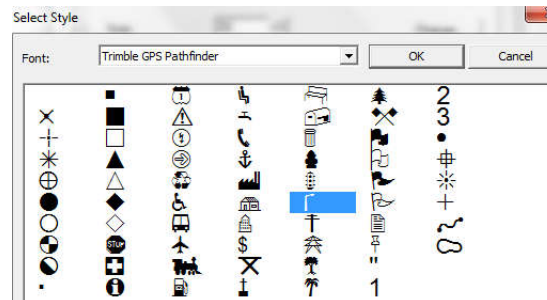 Select Style
Font:
Trimble GPS Pathfinder
OK
Cancel
2
3
STOP
$
"
1